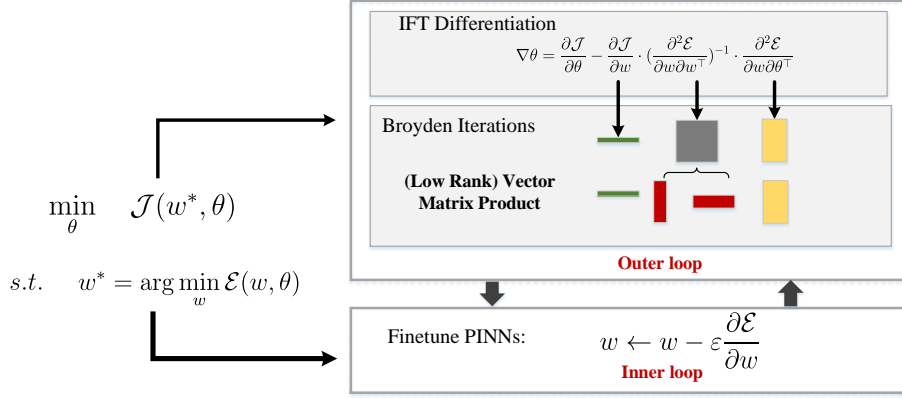 IFT Differentiation
∇θ = ∂𝒥/∂θ − ∂𝒥/∂w · (∂²ℰ/∂w∂w⊤)⁻¹ · ∂²ℰ/∂w∂θ⊤
Broyden Iterations
(Low Rank) Vector
Matrix Product
Outer loop
min_θ 𝒥(w*, θ)
s.t. w* = arg min_w ℰ(w, θ)
Finetune PINNs:
w ← w − ε ∂ℰ/∂w
Inner loop